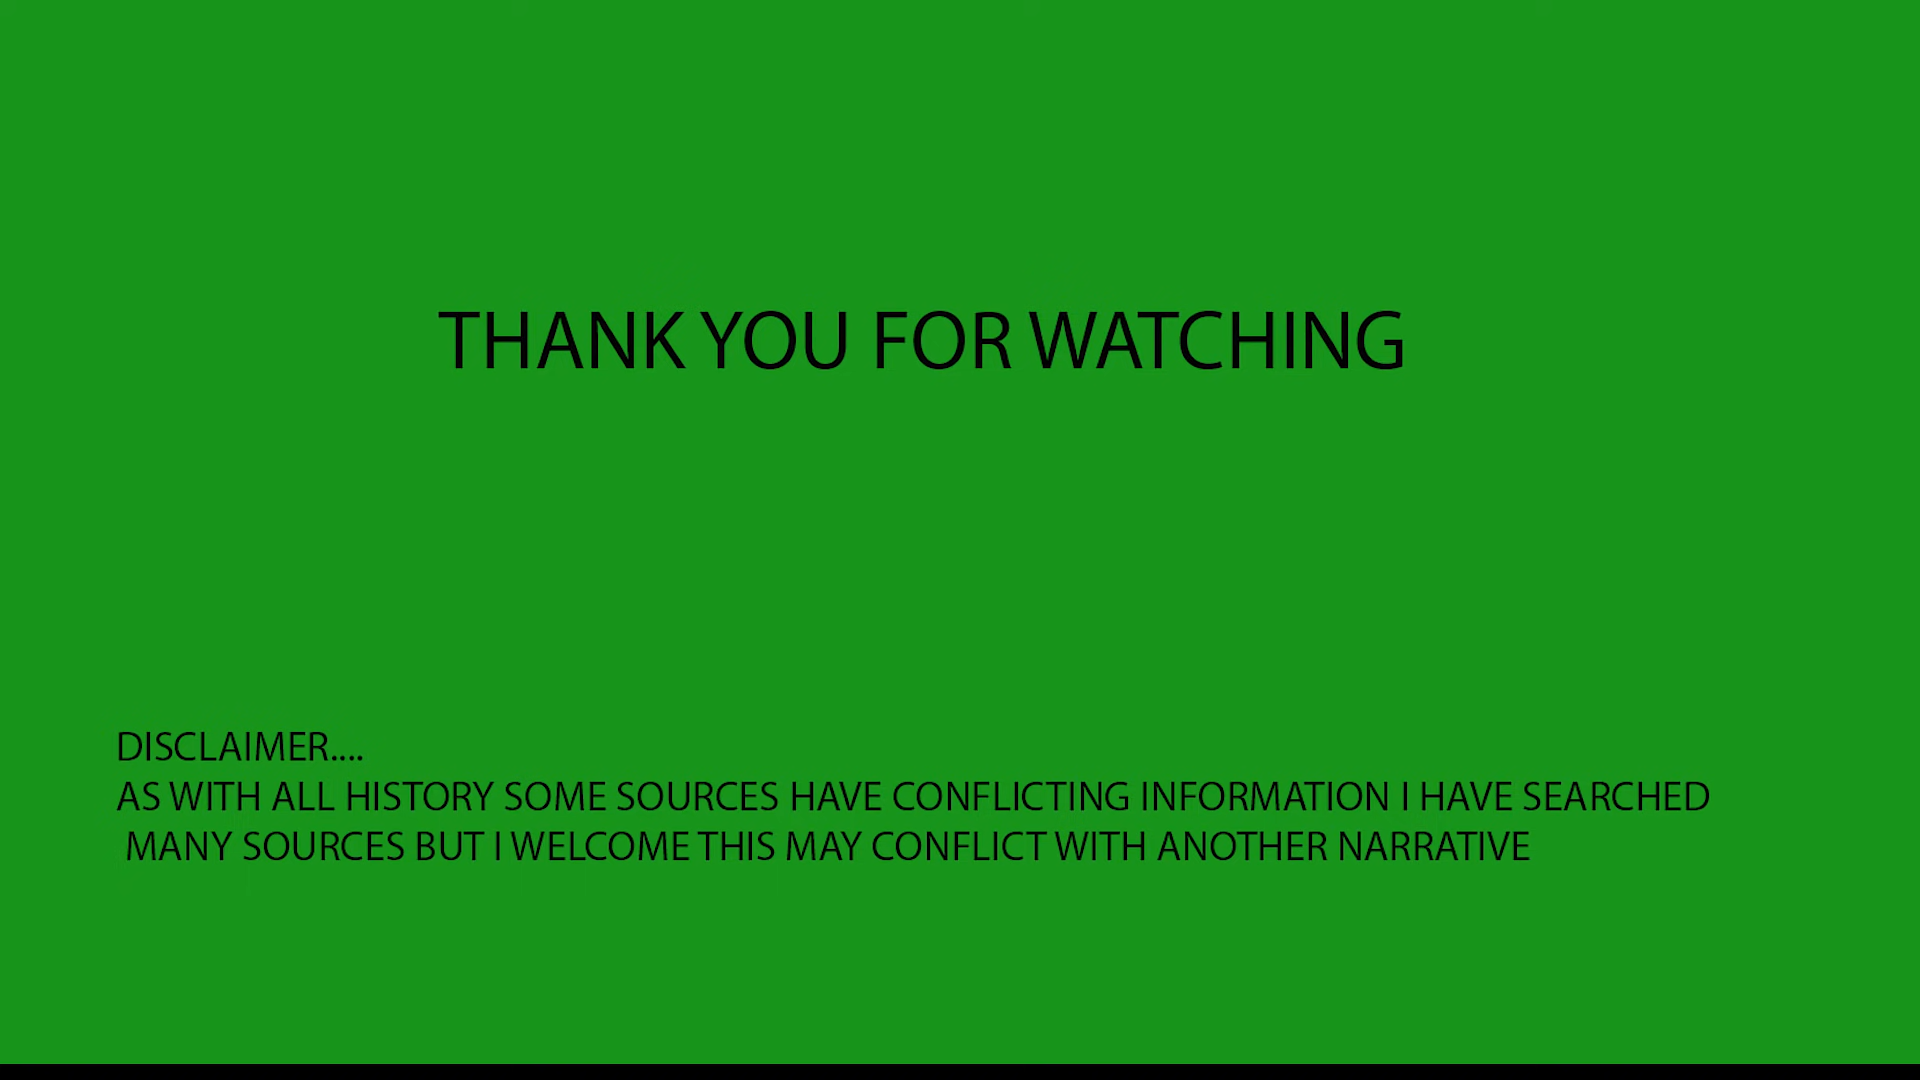 THANK YOU FOR WATCHING
DISCLAIMER....
AS WITH ALL HISTORY SOME SOURCES HAVE CONFLICTING INFORMATION I HAVE SEARCHED
MANY SOURCES BUT I WELCOME THIS MAY CONFLICT WITH ANOTHER NARRATIVE